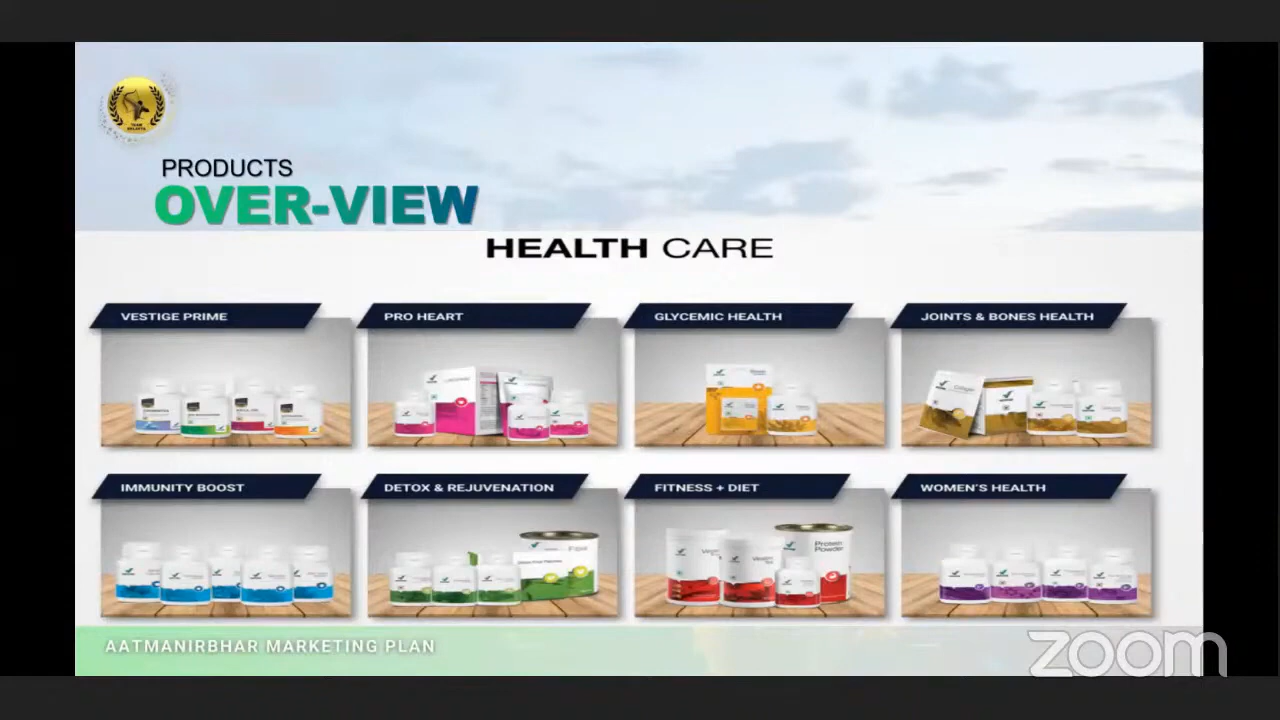 PRODUCTS
OVER-VIEW
HEALTH CARE
VESTIGE PRIME
PRO HEART
GLYCEMIC HEALTH
JOINTS & BONES HEALTH
IMMUNITY BOOST
DETOX & REJUVENATION
FITNESS + DIET
WOMEN'S HEALTH
Protein
Powder
AATMANIRBHAR MARKETING PLAN
zoom